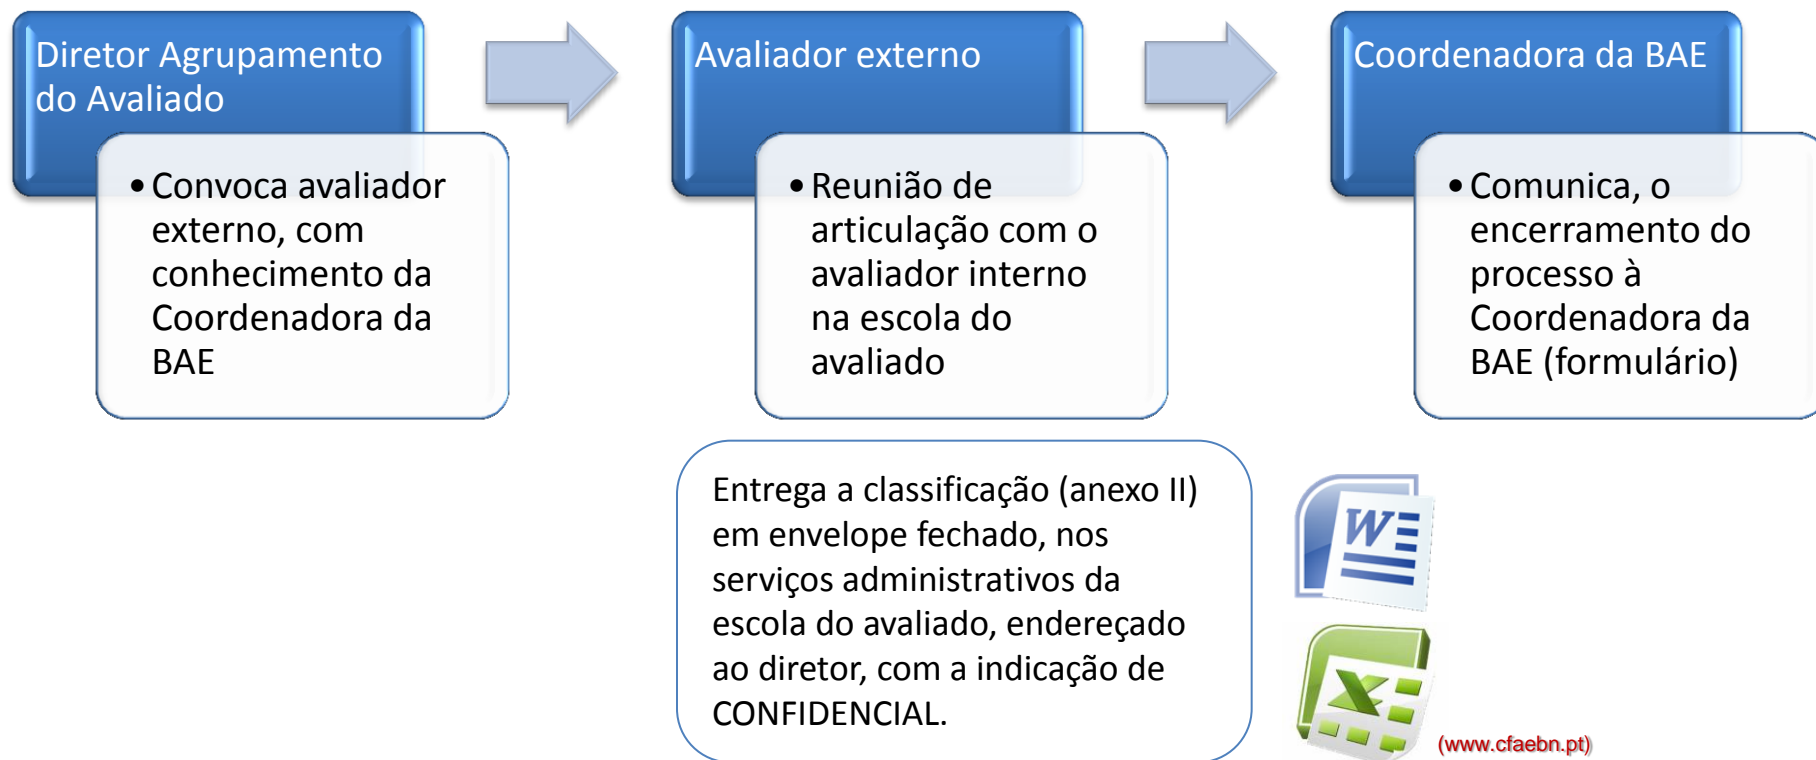 Diretor Agrupamento
do Avaliado
• Convoca avaliador
externo, com
conhecimento da
Coordenadora da
BAE
Avaliador externo
• Reunião de
articulação com o
avaliador interno
na escola do
avaliado
Coordenadora da BAE
• Comunica, o
encerramento do
processo à
Coordenadora da
BAE (formulário)
Entrega a classificação (anexo II)
em envelope fechado, nos
serviços administrativos da
escola do avaliado, endereçado
ao diretor, com a indicação de
CONFIDENCIAL.
W
X
(www.cfaebn.pt)